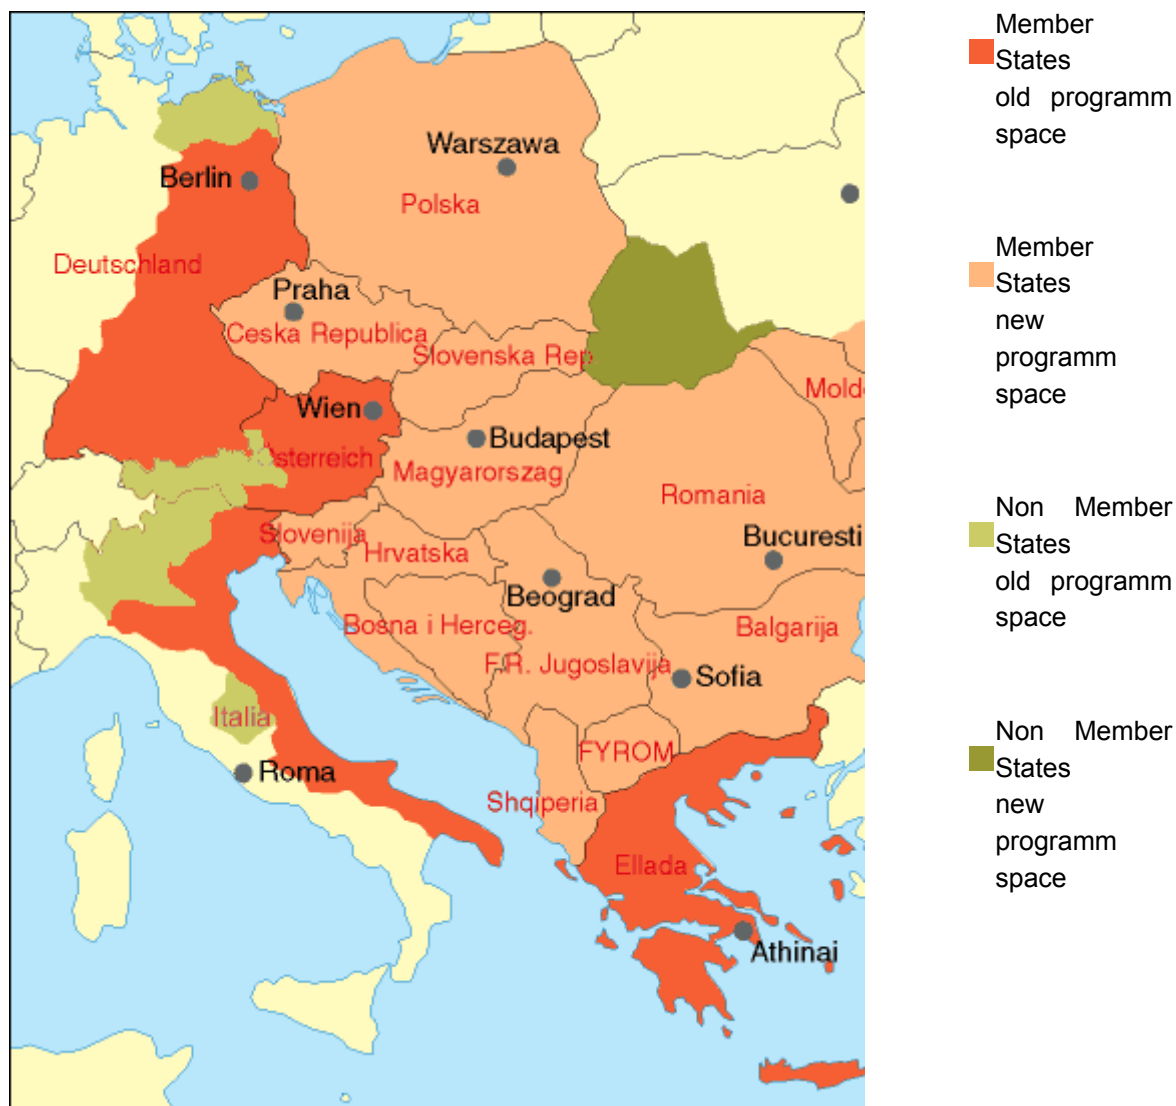 Warszawa
Berlin
Polska
Deutschland
Praha
Ceska Republica
Slovenska Rep
Mold
Wien
Budapest
Österreich
Magyarorszag
Romania
Slovenija
Bucuresti
Hrvatska
Beograd
Bosna i Herceg.
Balgarija
F.R. Jugoslavija
Sofia
Italia
FYROM
Roma
Shqiperia
Ellada
Athinai
Member
States
old programm
space
Member
States
new
programm
space
Non Member
States
old programm
space
Non Member
States
new
programm
space